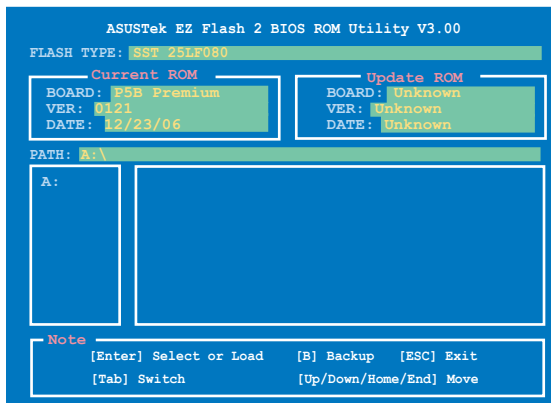 ASUSTek EZ Flash 2 BIOS ROM Utility V3.00
FLASH TYPE: SST 25LF080
Current ROM
BOARD: P5B Premium
VER: 0121
DATE: 12/23/06
Update ROM
BOARD: Unknown
VER: Unknown
DATE: Unknown
PATH: A:\
A:
Note
[Enter] Select or Load [B] Backup [ESC] Exit
[Tab] Switch [Up/Down/Home/End] Move